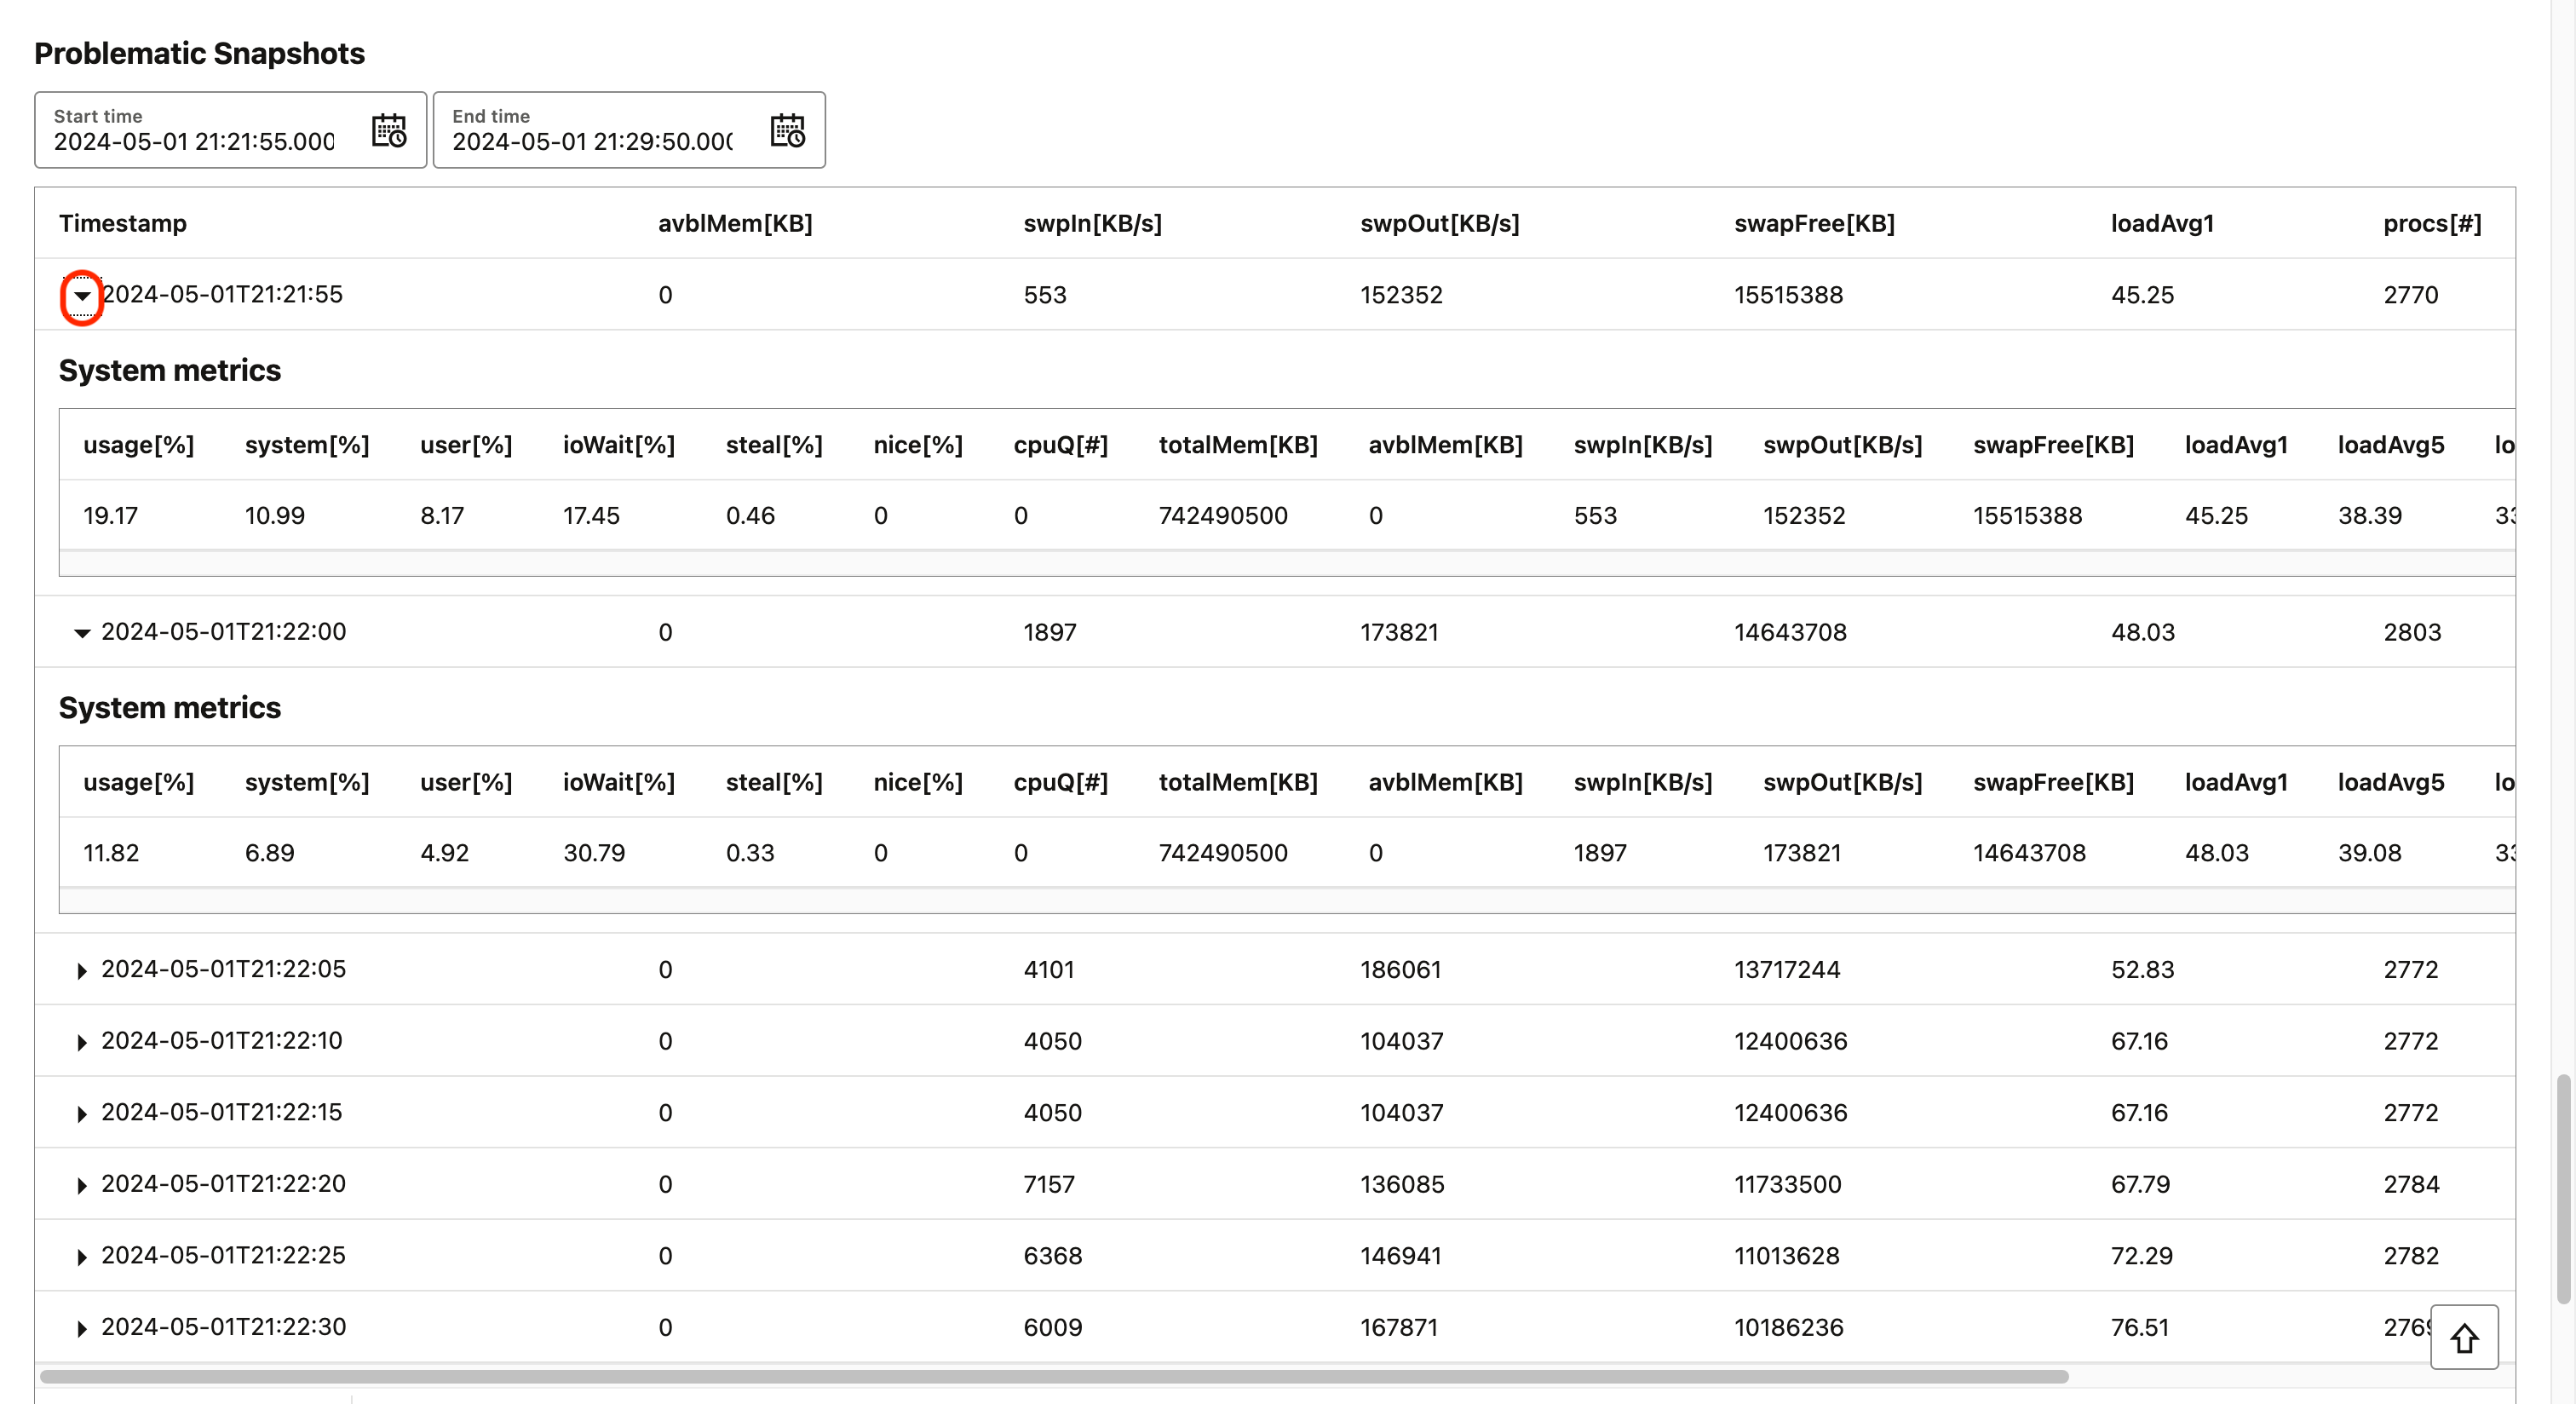 Problematic Snapshots
Start time End time
2024-05-01 21:21:55.000 2024-05-01 21:29:50.00
Timestamp avblMem[KB] swpIn[KB/s] swpOut[KB/s] swapFree[KB] loadAvg1 procs[#]
2024-05-01T21:21:55 0 553 152352 15515388 45.25 2770
System metrics
usage[%] system[%] user[%] ioWait[%] steal[%] nice[%] cpuQ[#] totalMem[KB] avblMem[KB] swpIn[KB/s] swpOut[KB/s] swapFree[KB] loadAvg1 loadAvg5 lo
19.17 10.99 8.17 17.45 0.46 0 0 742490500 0 553 152352 15515388 45.25 38.39
2024-05-01T21:22:00 0 1897 173821 14643708 48.03 2803
System metrics
usage[%] system[%] user[%] ioWait[%] steal[%] nice[%] cpuQ[#] totalMem[KB] avblMem[KB] swpIn[KB/s] swpOut[KB/s] swapFree[KB] loadAvg1 loadAvg5 lo
11.82 6.89 4.92 30.79 0.33 0 0 742490500 0 1897 173821 14643708 48.03 39.08
2024-05-01T21:22:05 0 4101 186061 13717244 52.83 2772
2024-05-01T21:22:10 0 4050 104037 12400636 67.16 2772
2024-05-01T21:22:15 0 4050 104037 12400636 67.16 2772
2024-05-01T21:22:20 0 7157 136085 11733500 67.79 2784
2024-05-01T21:22:25 0 6368 146941 11013628 72.29 2782
2024-05-01T21:22:30 0 6009 167871 10186236 76.51